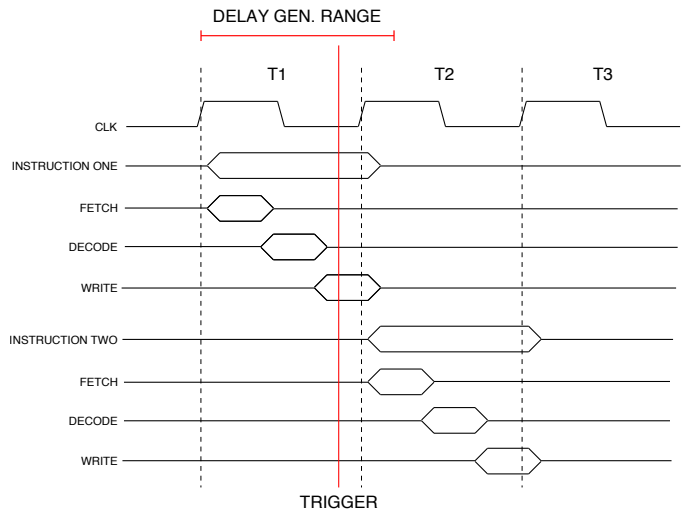 DELAY GEN. RANGE
T1 T2 T3
CLK
INSTRUCTION ONE
FETCH
DECODE
WRITE
INSTRUCTION TWO
FETCH
DECODE
WRITE
TRIGGER